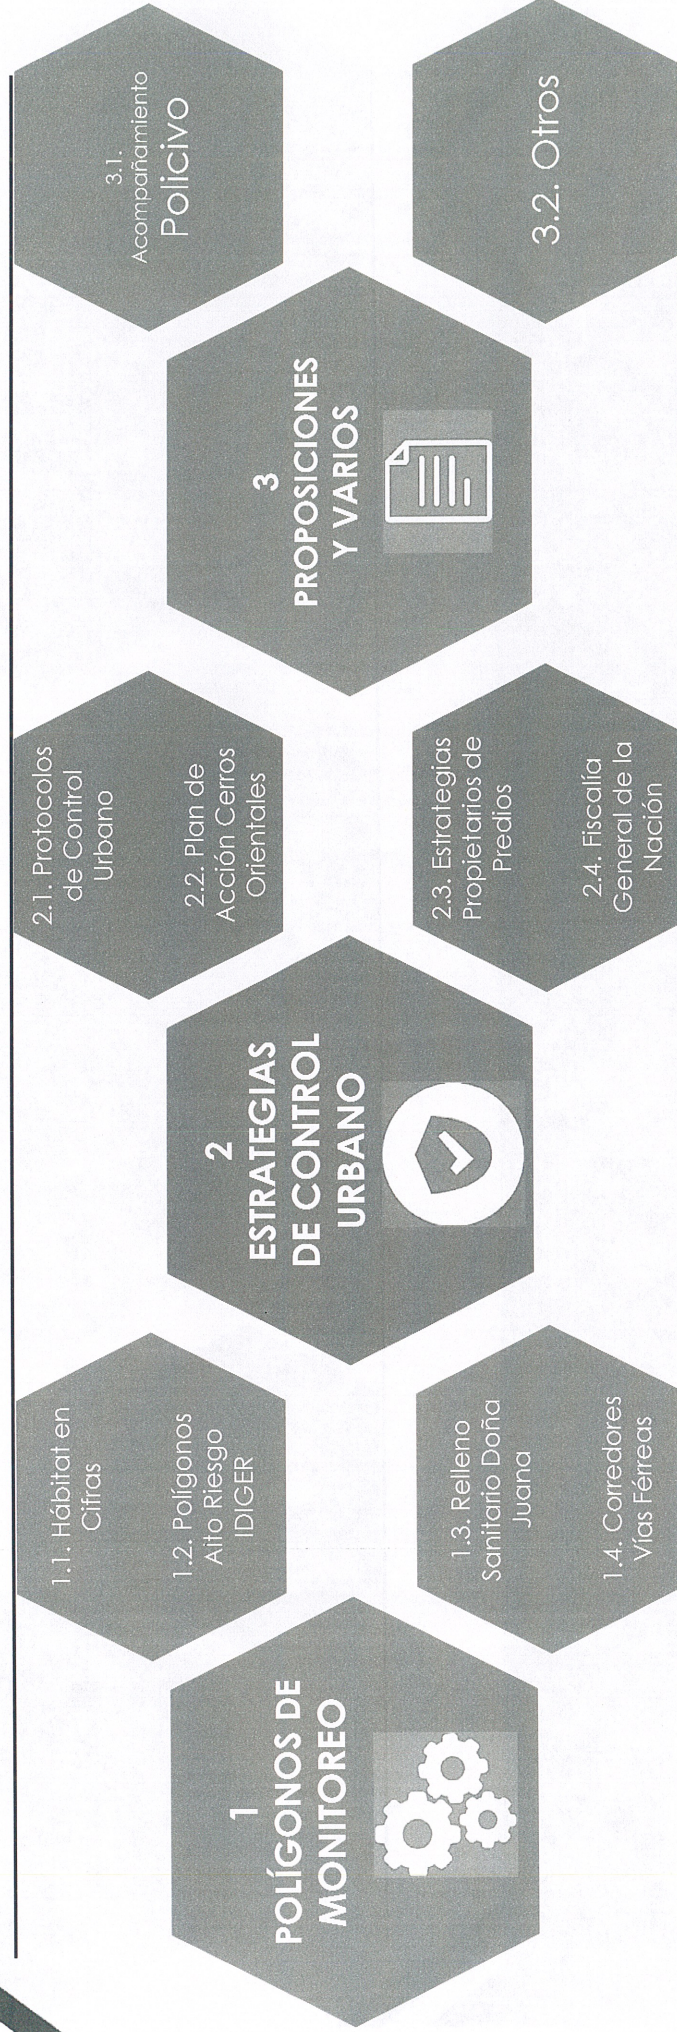 1
POLÍGONOS DE
MONITOREO
1.1. Hábitat en
Cifras
1.2. Polígonos
Alto Riesgo
IDIGER
1.3. Relleno
Sanitario Doña
Juana
1.4. Corredores
Vías Férreas
2
ESTRATEGIAS
DE CONTROL
URBANO
2.1. Protocolos
de Control
Urbano
2.2. Plan de
Acción Cerros
Orientales
2.3. Estrategias
Propietarios de
Predios
2.4. Fiscalía
General de la
Nación
3
PROPOSICIONES
Y VARIOS
3.1.
Acompañamiento
Policivo
3.2. Otros